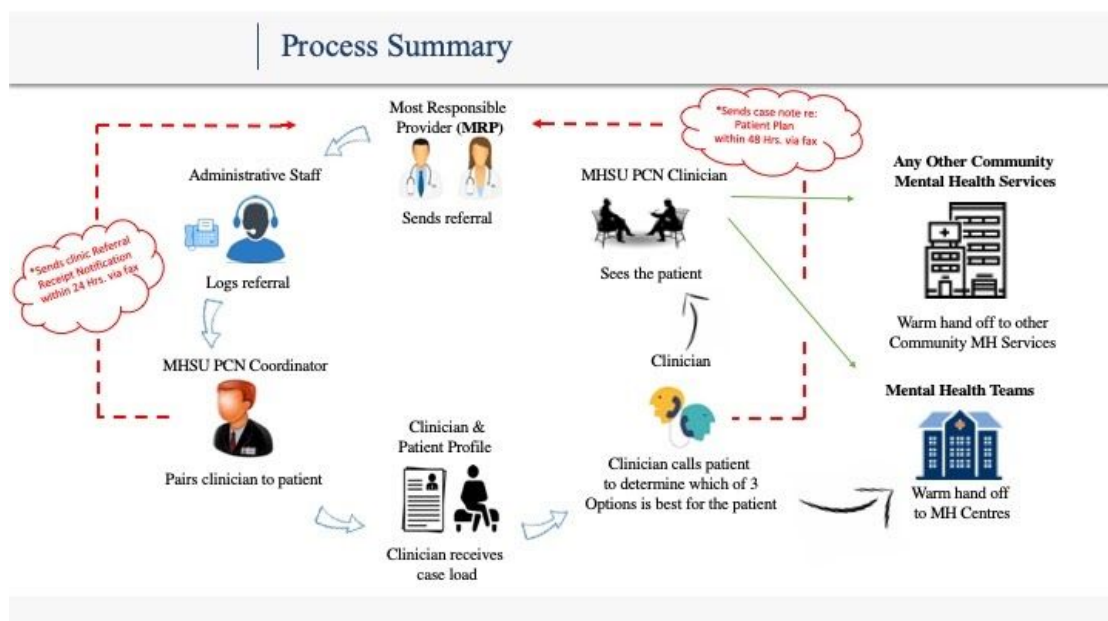 Process Summary
Most Responsible
Provider (MRP)
Sends referral
Administrative Staff
Logs referral
*Sends clinic Referral
Receipt Notification
within 24 Hrs. via fax
MHSU PCN Coordinator
Pairs clinician to patient
Clinician &
Patient Profile
Clinician receives
case load
Clinician
Clinician calls patient
to determine which of 3
Options is best for the patient
MHSU PCN Clinician
Sees the patient
*Sends case note re:
Patient Plan
within 48 Hrs. via fax
Any Other Community
Mental Health Services
Warm hand off to other
Community MH Services
Mental Health Teams
Warm hand off
to MH Centres